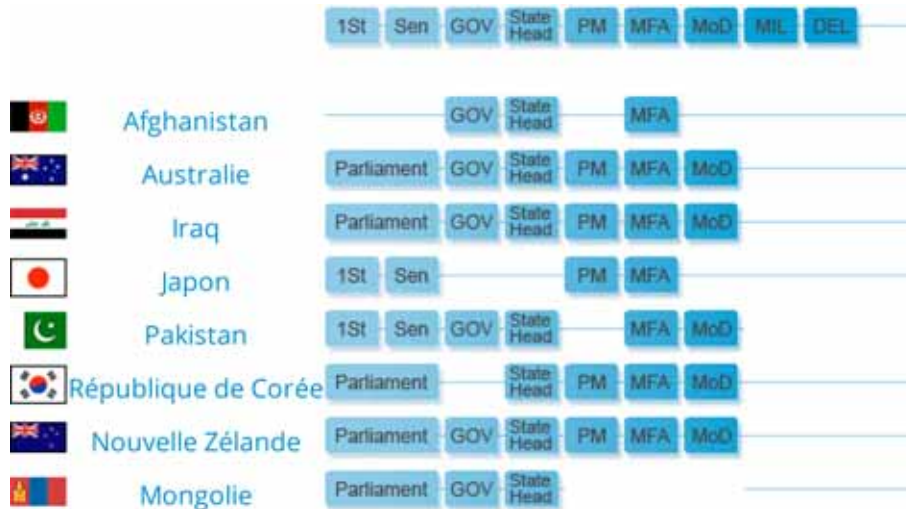 1St Sen GOV State Head PM MFA MoD MIL DEL
Afghanistan GOV State Head MFA
Australie Parliament GOV State Head PM MFA MoD
Iraq Parliament GOV State Head PM MFA MoD
Japon 1St Sen PM MFA
Pakistan 1St Sen GOV State Head MFA MoD
République de Corée Parliament State Head PM MFA MoD
Nouvelle Zélande Parliament GOV State Head PM MFA MoD
Mongolie Parliament GOV State Head